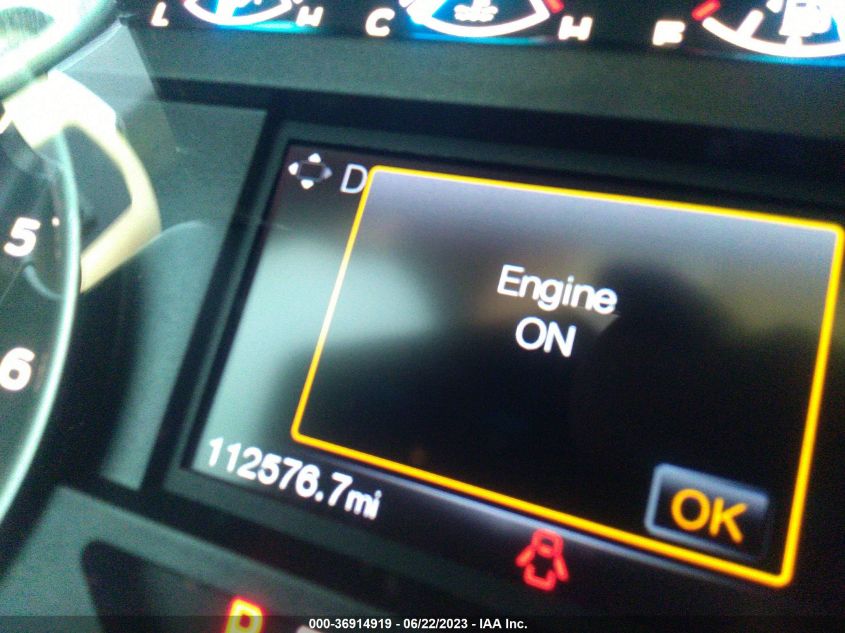 L H C H F
D
5
Engine
ON
6
112576.7mi
OK
000-36914919 - 06/22/2023 - IAA Inc.